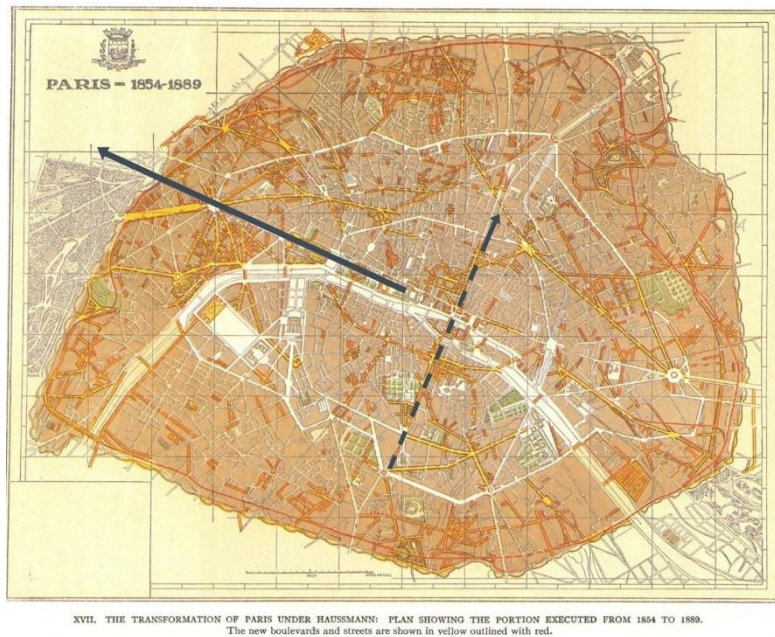 PARIS - 1854-1889
XVII. THE TRANSFORMATION OF PARIS UNDER HAUSSMANN: PLAN SHOWING THE PORTION EXECUTED FROM 1854 TO 1889.
The new boulevards and streets are shown in yellow outlined with red.